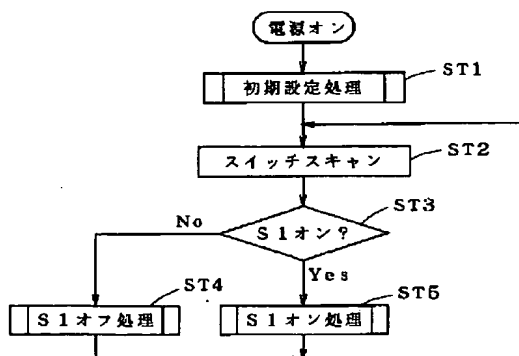 電源オン
ST1
初期設定処理
ST2
スイッチスキャン
ST3
S1オン?
No
Yes
ST4
ST5
S1オフ処理
S1オン処理